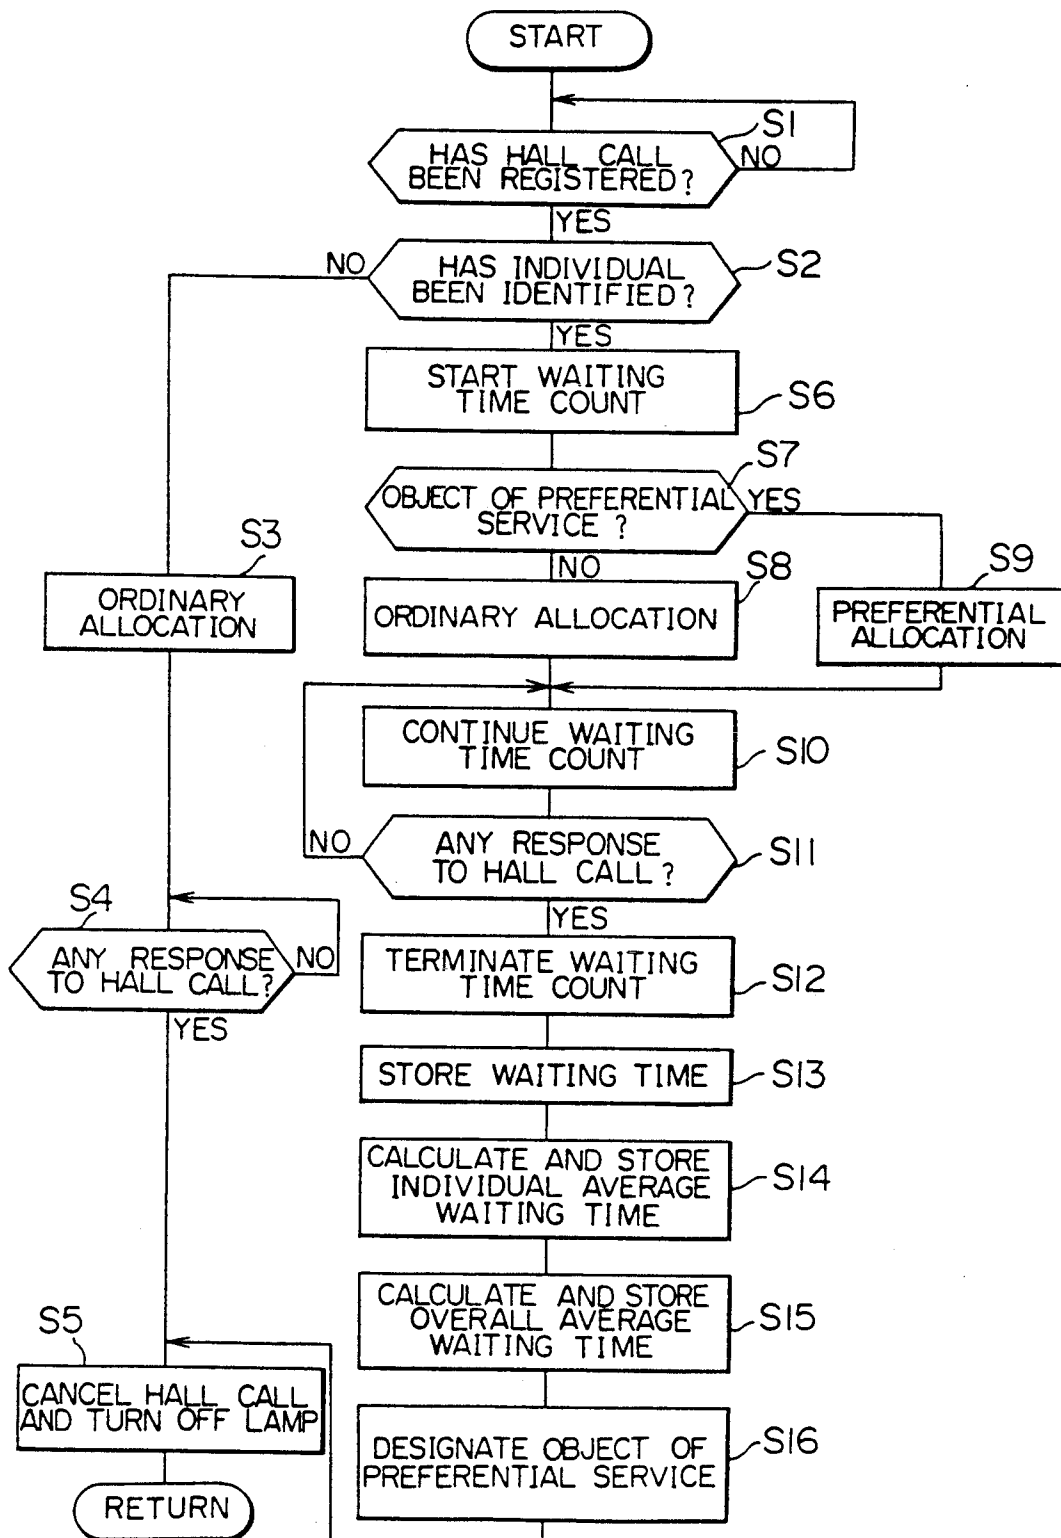 START
S1
HAS HALL CALL
BEEN REGISTERED?
NO
YES
S2
NO
HAS INDIVIDUAL
BEEN IDENTIFIED?
YES
START WAITING
TIME COUNT
S6
S7
OBJECT OF PREFERENTIAL
SERVICE ?
YES
NO
S3
ORDINARY
ALLOCATION
S8
ORDINARY ALLOCATION
S9
PREFERENTIAL
ALLOCATION
CONTINUE WAITING
TIME COUNT
S10
NO
ANY RESPONSE
TO HALL CALL?
S11
YES
S4
ANY RESPONSE
TO HALL CALL?
NO
YES
TERMINATE WAITING
TIME COUNT
S12
STORE WAITING TIME
S13
CALCULATE AND STORE
INDIVIDUAL AVERAGE
WAITING TIME
S14
CALCULATE AND STORE
OVERALL AVERAGE
WAITING TIME
S15
S5
CANCEL HALL CALL
AND TURN OFF LAMP
DESIGNATE OBJECT OF
PREFERENTIAL SERVICE
S16
RETURN